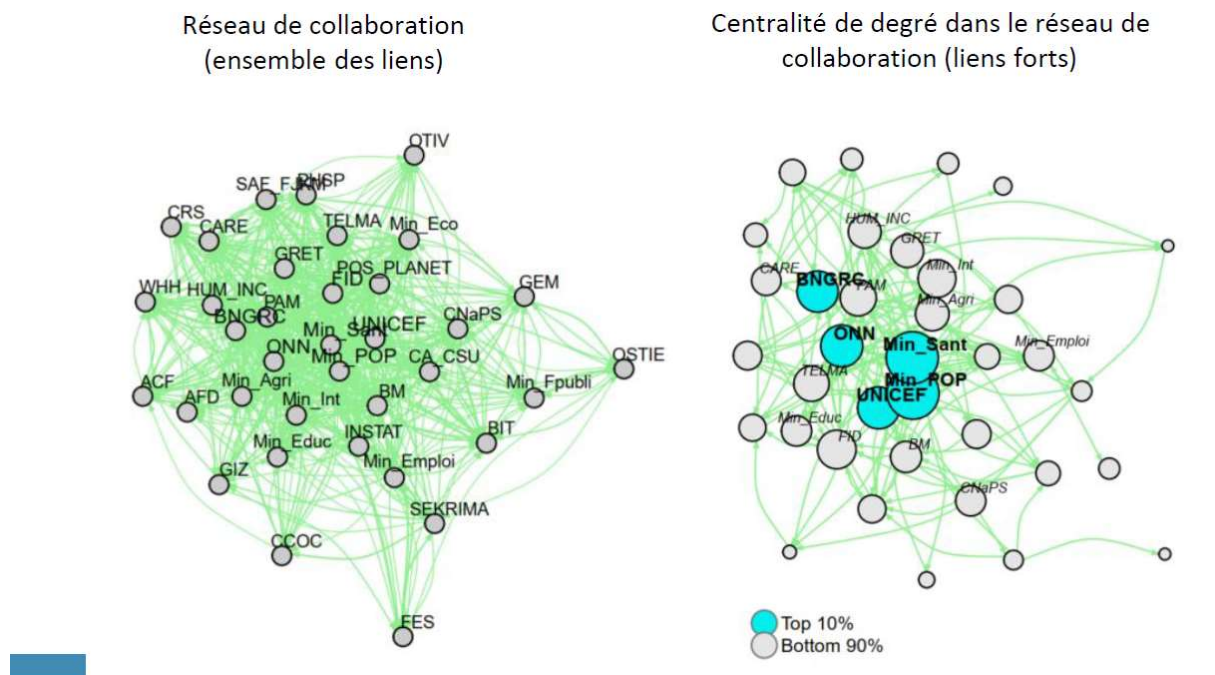 Réseau de collaboration
(ensemble des liens)
Centralité de degré dans le réseau de
collaboration (liens forts)
OTIV
SAF_FJKM
PHSP
CRS
CARE
TELMA
Min_Eco
GRET
POS_PLANET
FID
WHH
HUM_INC
PAM
GEM
BNGRC
UNICEF
CNaPS
Min_Sant
ONN
Min_POP
CA_CSU
OSTIE
ACF
AFD
Min_Agri
Min_Int
BM
Min_Fpubli
Min_Educ
INSTAT
BIT
GIZ
Min_Emploi
SEKRIMA
CCOC
FES
HUM_INC
GRET
CARE
BNGRC
PAM
Min_Int
Min_Agri
ONN
Min_Sant
Min_Emploi
TELMA
Min_POP
UNICEF
Min_Educ
FID
BM
CNaPS
Top 10%
Bottom 90%